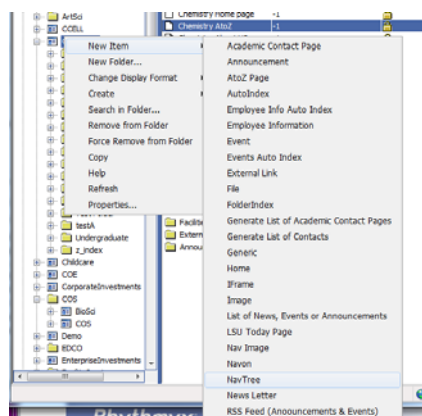 ArtSci
Chemistry Home page -1
CCELL
Chemistry AtoZ -1
New Item
New Folder...
Change Display Format
Create
Search in Folder...
Remove from Folder
Force Remove from Folder
Copy
Help
Refresh
Properties...
Academic Contact Page
Announcement
AtoZ Page
AutoIndex
Employee Info Auto Index
Employee Information
Event
Events Auto Index
External Link
File
FolderIndex
Generate List of Academic Contact Pages
Generate List of Contacts
Generic
Home
IFrame
Image
List of News, Events or Announcements
LSU Today Page
Nav Image
Navon
NavTree
News Letter
RSS Feed (Anoouncements & Events)
testA
Undergraduate
z_index
Childcare
COE
CorporateInvestments
COS
BioSci
COS
Demo
EDCO
EnterpriseInvestments
Facilite
Extern
Annou